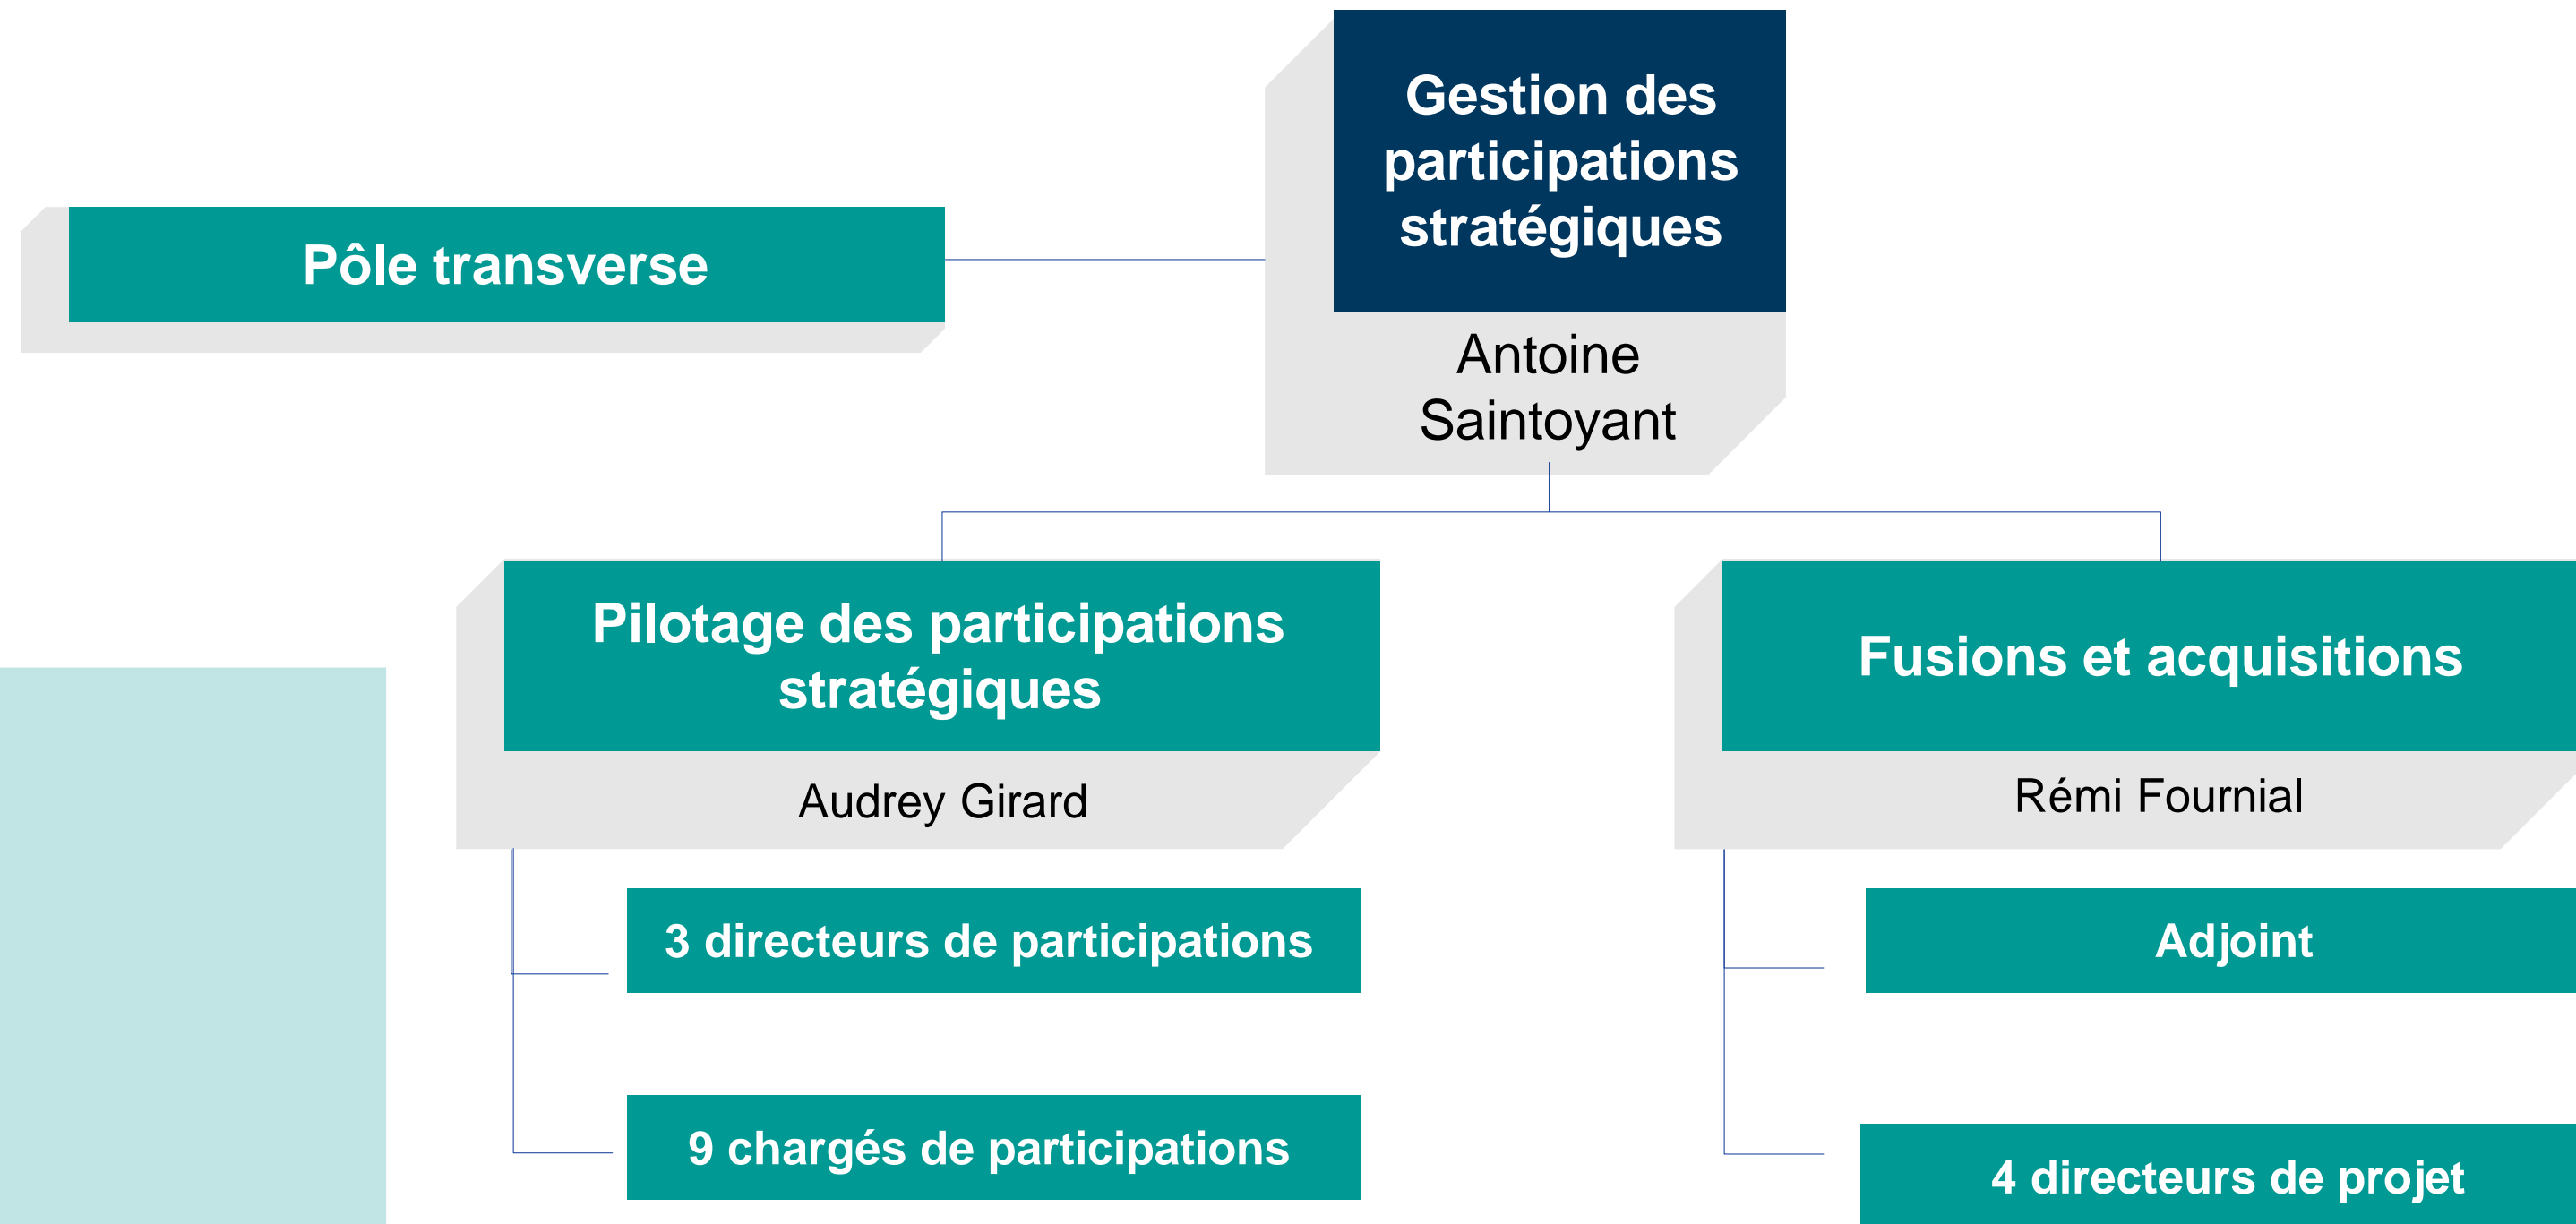 Gestion des
participations
stratégiques
Antoine
Saintoyant
Pôle transverse
Pilotage des participations
stratégiques
Audrey Girard
3 directeurs de participations
9 chargés de participations
Fusions et acquisitions
Rémi Fournial
Adjoint
4 directeurs de projet